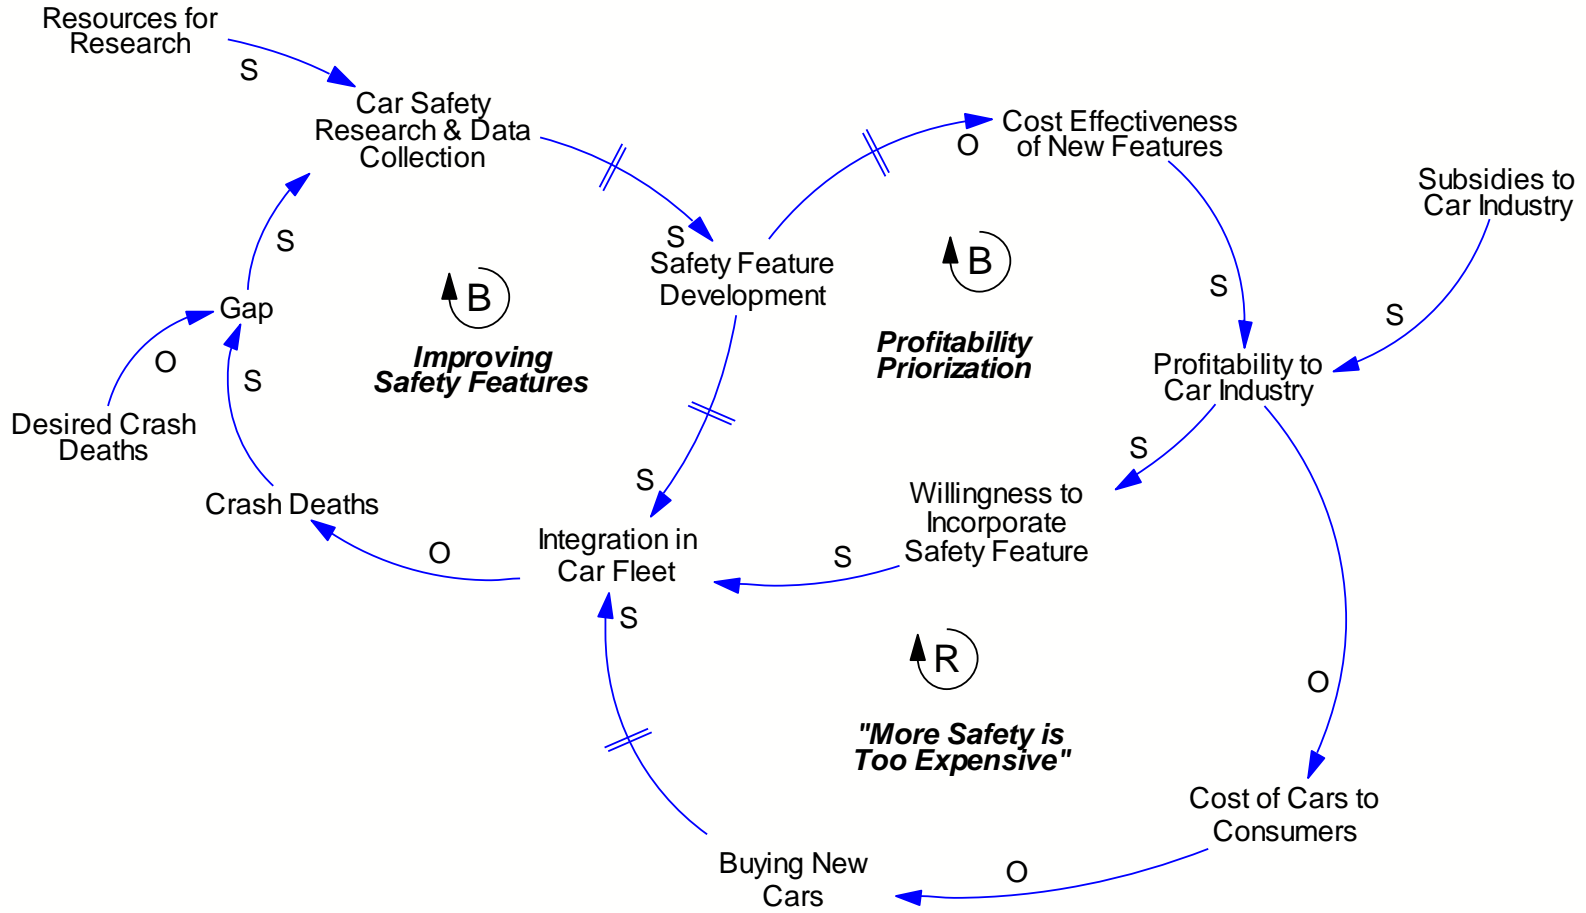 Resources for
Research
S
Car Safety
Research & Data
Collection
S
Cost Effectiveness
of New Features
O
Subsidies to
Car Industry
S
S
Safety Feature
Development
B
Profitability
Priorization
S
Gap
B
Improving
Safety Features
O
S
Desired Crash
Deaths
Profitability to
Car Industry
S
S
Crash Deaths
Willingness to
Incorporate
Safety Feature
Integration in
Car Fleet
O
S
S
R
"More Safety is
Too Expensive"
O
Cost of Cars to
Consumers
O
Buying New
Cars